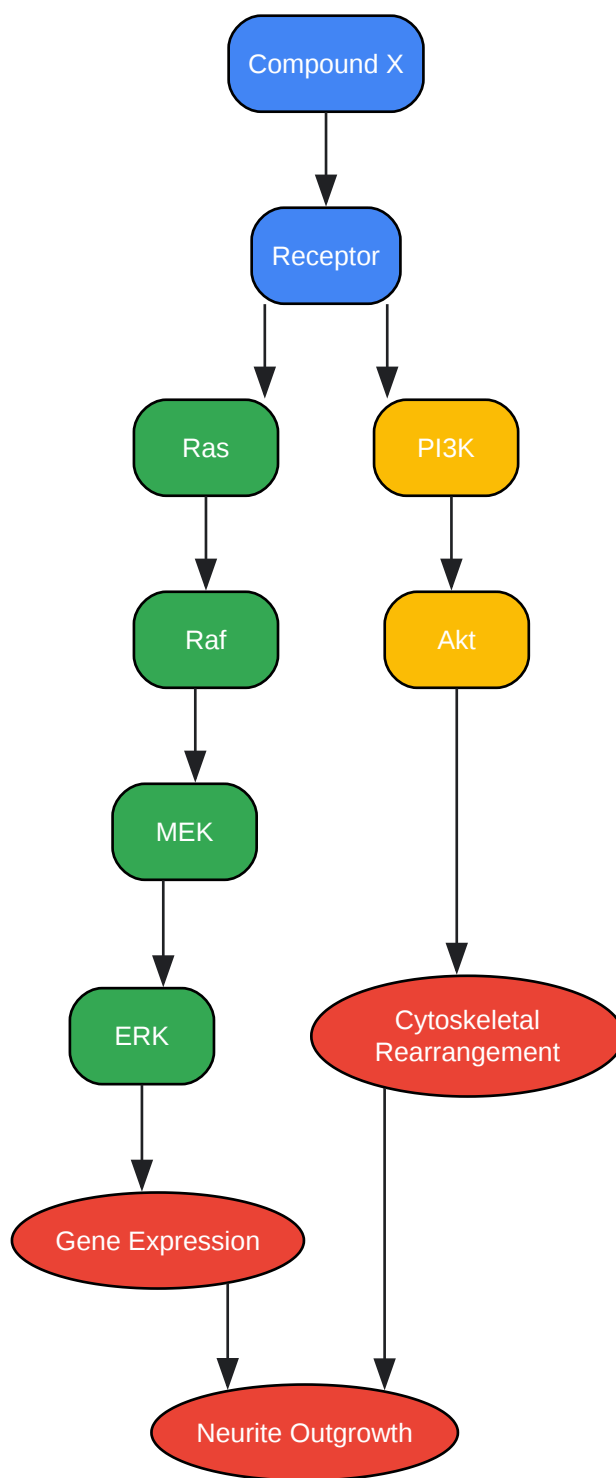 Compound X
Receptor
Ras
PI3K
Raf
Akt
MEK
ERK
Cytoskeletal
Rearrangement
Gene Expression
Neurite Outgrowth